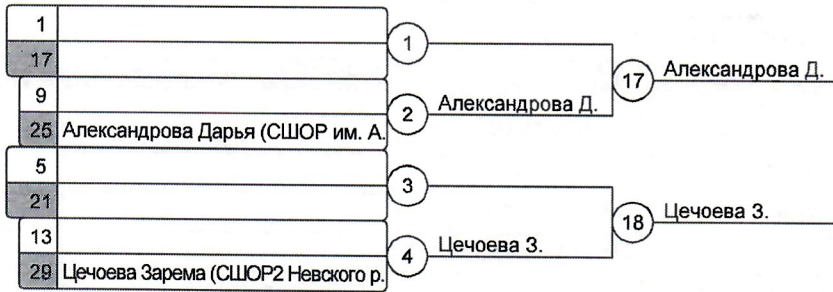 1
17
1
9
25 Александрова Дарья (СШОР им. А.
2 Александрова Д.
17 Александрова Д.
5
21
3
13
29 Цечоева Зарема (СШОР2 Невского р.
4 Цечоева З.
18 Цечоева З.